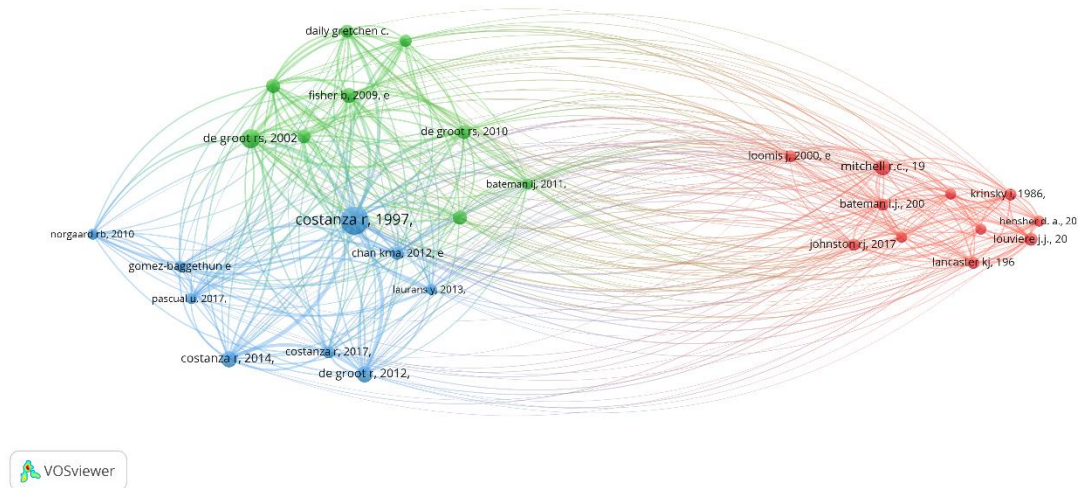 daily gretchen c.
fisher b, 2009, e
de groot rs, 2002
de groot rs, 2010
bateman ij, 2011,
costanza r, 1997,
norgaard rb, 2010
chan kma, 2012, e
gomez-baggethun e
laurans y, 2013,
pascual u, 2017,
costanza r, 2014,
costanza r, 2017,
de groot r, 2012,
loomis j, 2000, e
mitchell r.c., 19
bateman i.j., 200
krinsky i, 1986,
hensher d. a., 20
johnston rj, 2017
louviere j.j., 20
lancaster kj, 196
VOSviewer